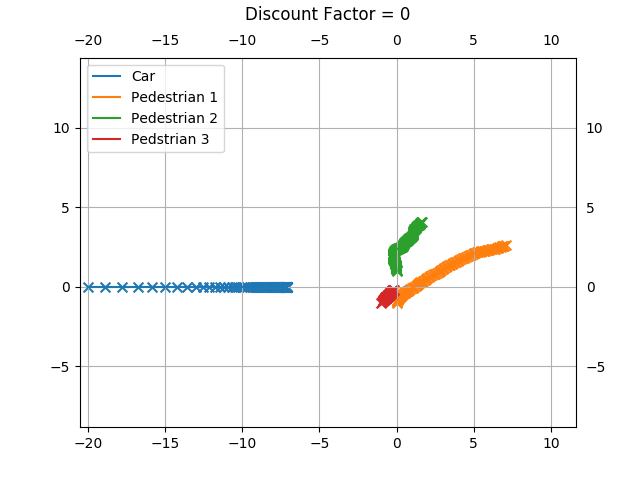 Discount Factor = 0
−20 −15 −10 −5 0 5 10
Car
Pedestrian 1
Pedestrian 2
Pedstrian 3
10 10
5 5
0 0
−5 −5
−20 −15 −10 −5 0 5 10